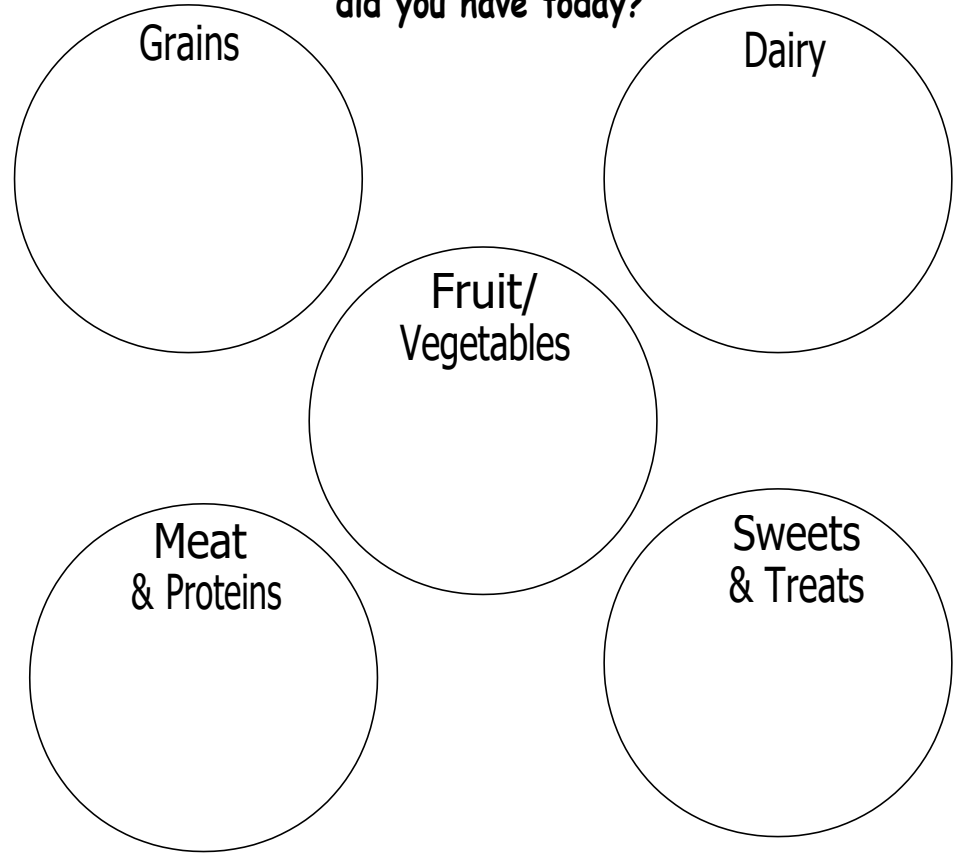 did you have today?
Grains
Dairy
Fruit/
Vegetables
Meat
& Proteins
Sweets
& Treats